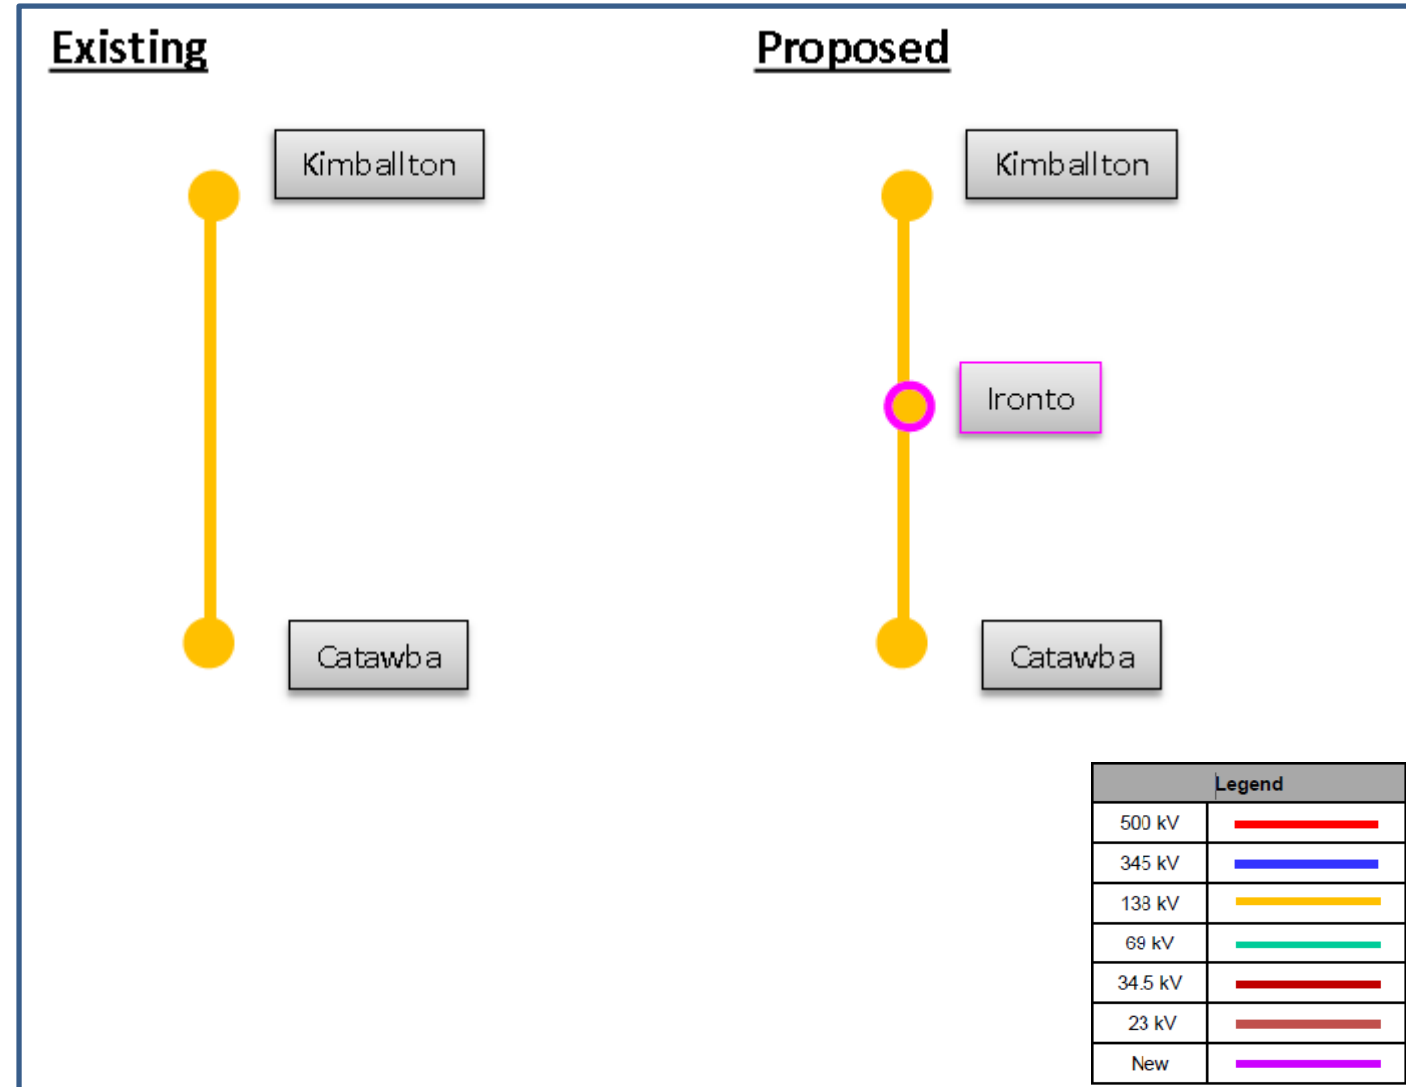 Existing
Proposed
Kimballton
Kimballton
Ironto
Catawba
Catawba
Legend
500 kV
345 kV
138 kV
69 kV
34.5 kV
23 kV
New